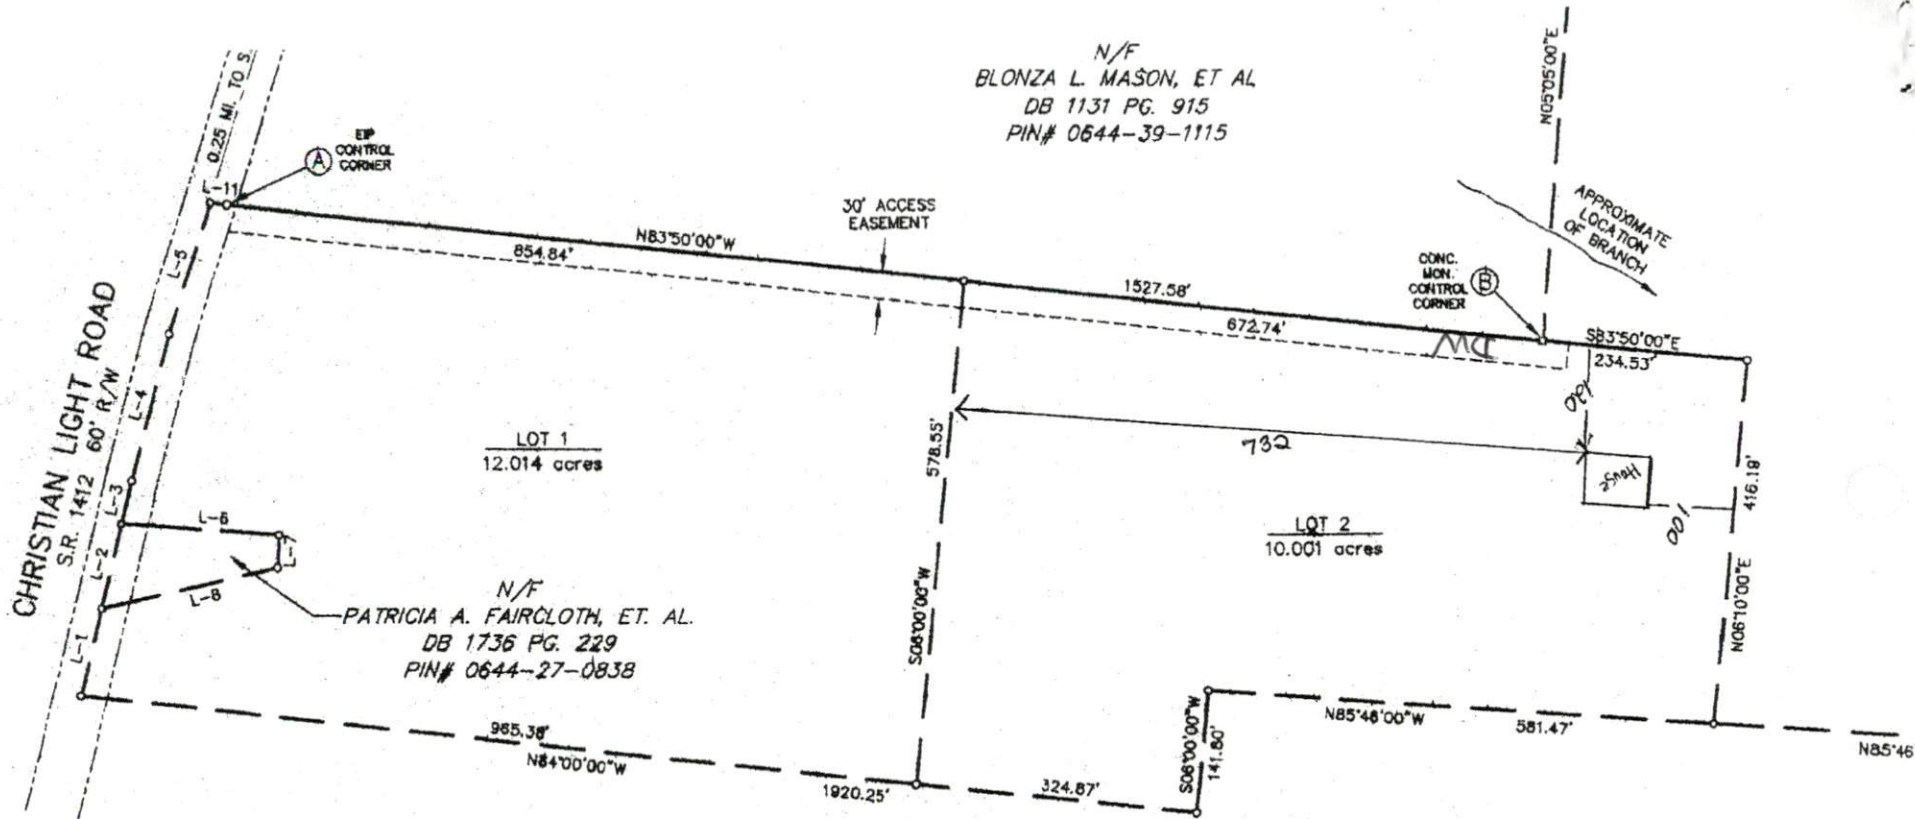 N/F
BLONZA L. MASON, ET AL
DB 1131 PG. 915
PIN# 0644-39-1115
N05°05'00"E
0.25 MI. TO S.
EIP
CONTROL
CORNER
A
L-11
30' ACCESS
EASEMENT
N83°50'00"W
854.84'
APPROXIMATE
LOCATION
OF BRANCH
CONC.
MON.
CONTROL
CORNER
B
1527.58'
672.74'
DW
S83°50'00"E
234.53'
L-5
L-4
L-3
L-2
L-1
CHRISTIAN LIGHT ROAD
S.R. 1412 60' R/W
LOT 1
12.014 acres
578.55'
S06°00'00"W
732
120
House
100
416.19'
N06°10'00"E
LOT 2
10.001 acres
L-6
L-7
L-8
N/F
PATRICIA A. FAIRCLOTH, ET. AL.
DB 1736 PG. 229
PIN# 0644-27-0838
965.38'
N84°00'00"W
1920.25'
324.87'
S06°00'00"W
141.80'
N85°46'00"W
581.47'
N85°46